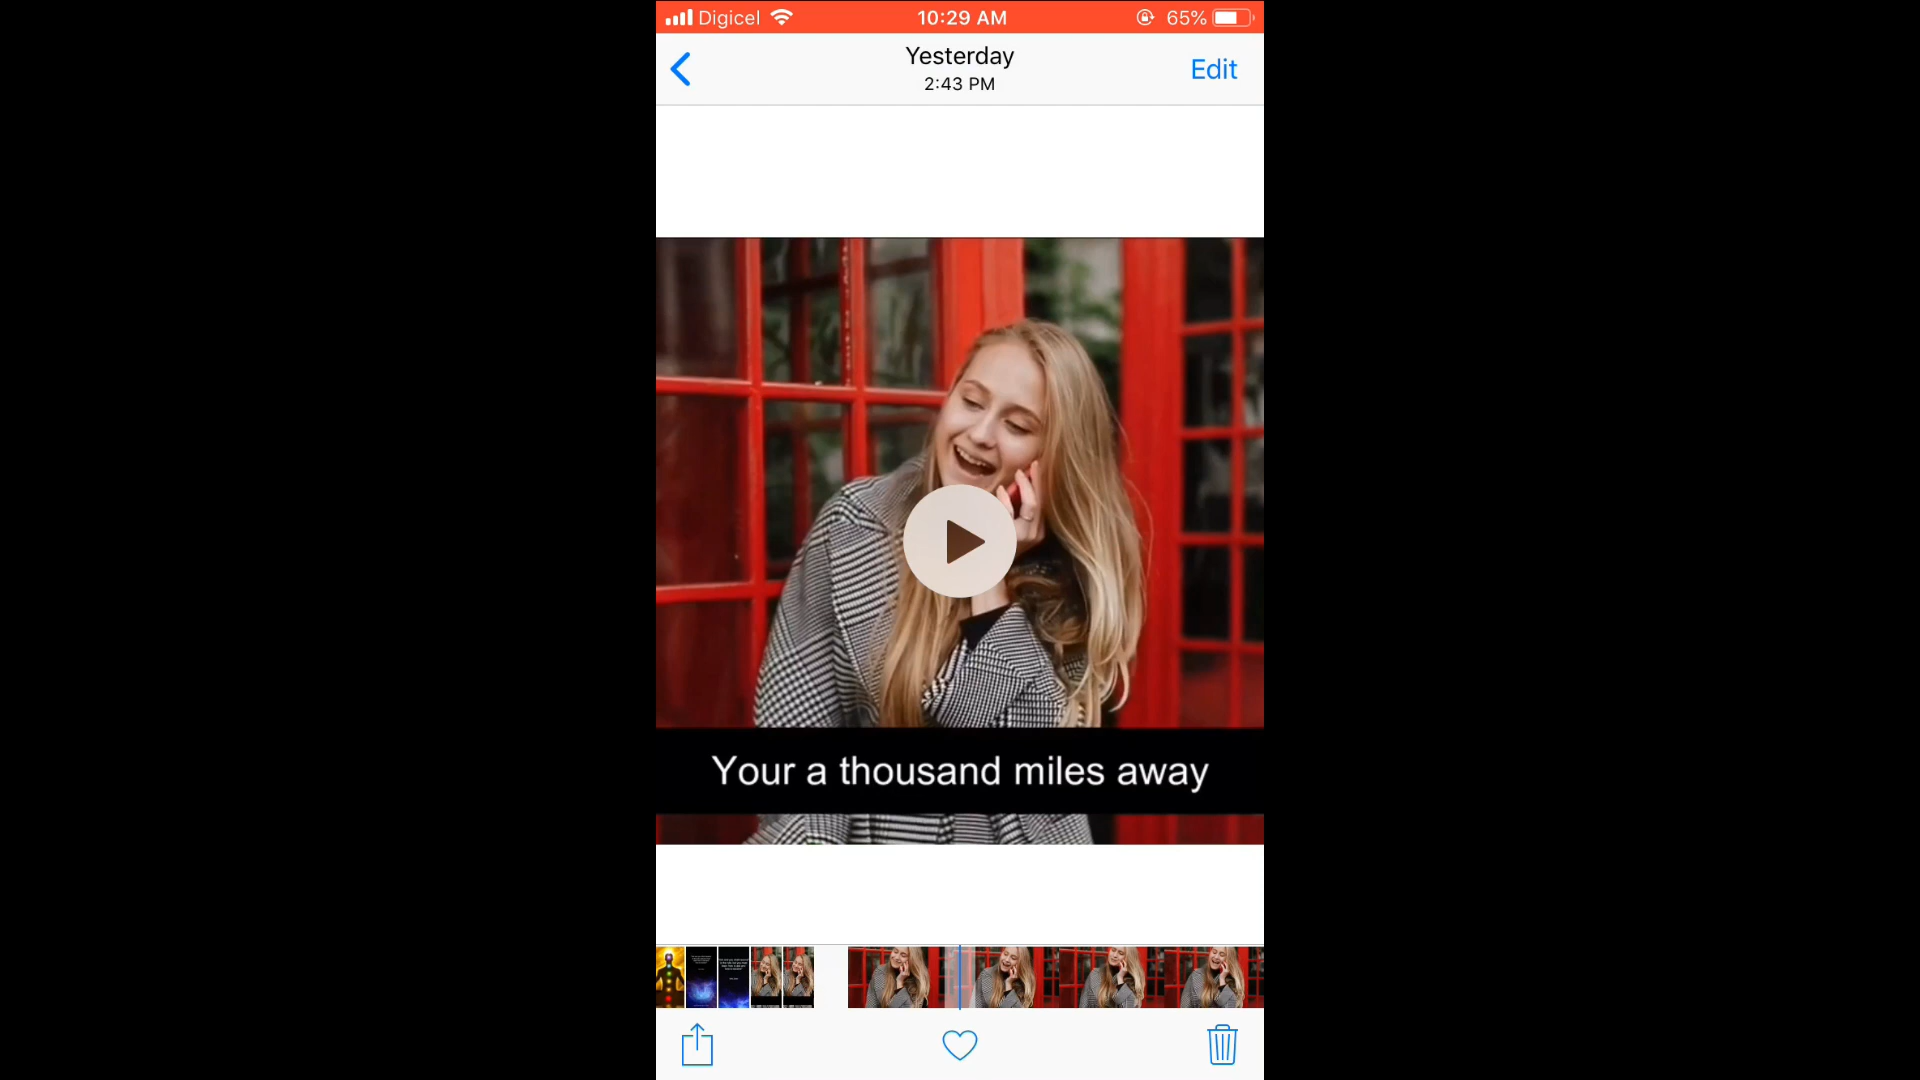 Digicel 10:29 AM 65%
Yesterday
2:43 PM
Edit
Your a thousand miles away